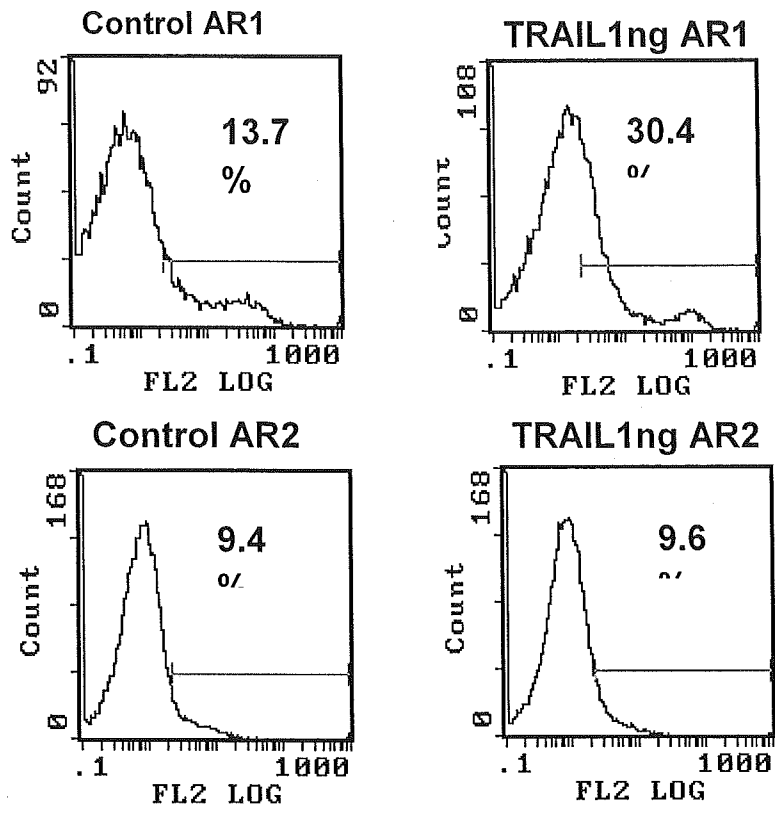 Control AR1
92
Count
0
13.7
%
.1 1000
FL2 LOG
TRAIL1ng AR1
108
Count
0
30.4
.1 1000
FL2 LOG
Control AR2
168
Count
0
9.4
.1 1000
FL2 LOG
TRAIL1ng AR2
168
Count
0
9.6
.1 1000
FL2 LOG